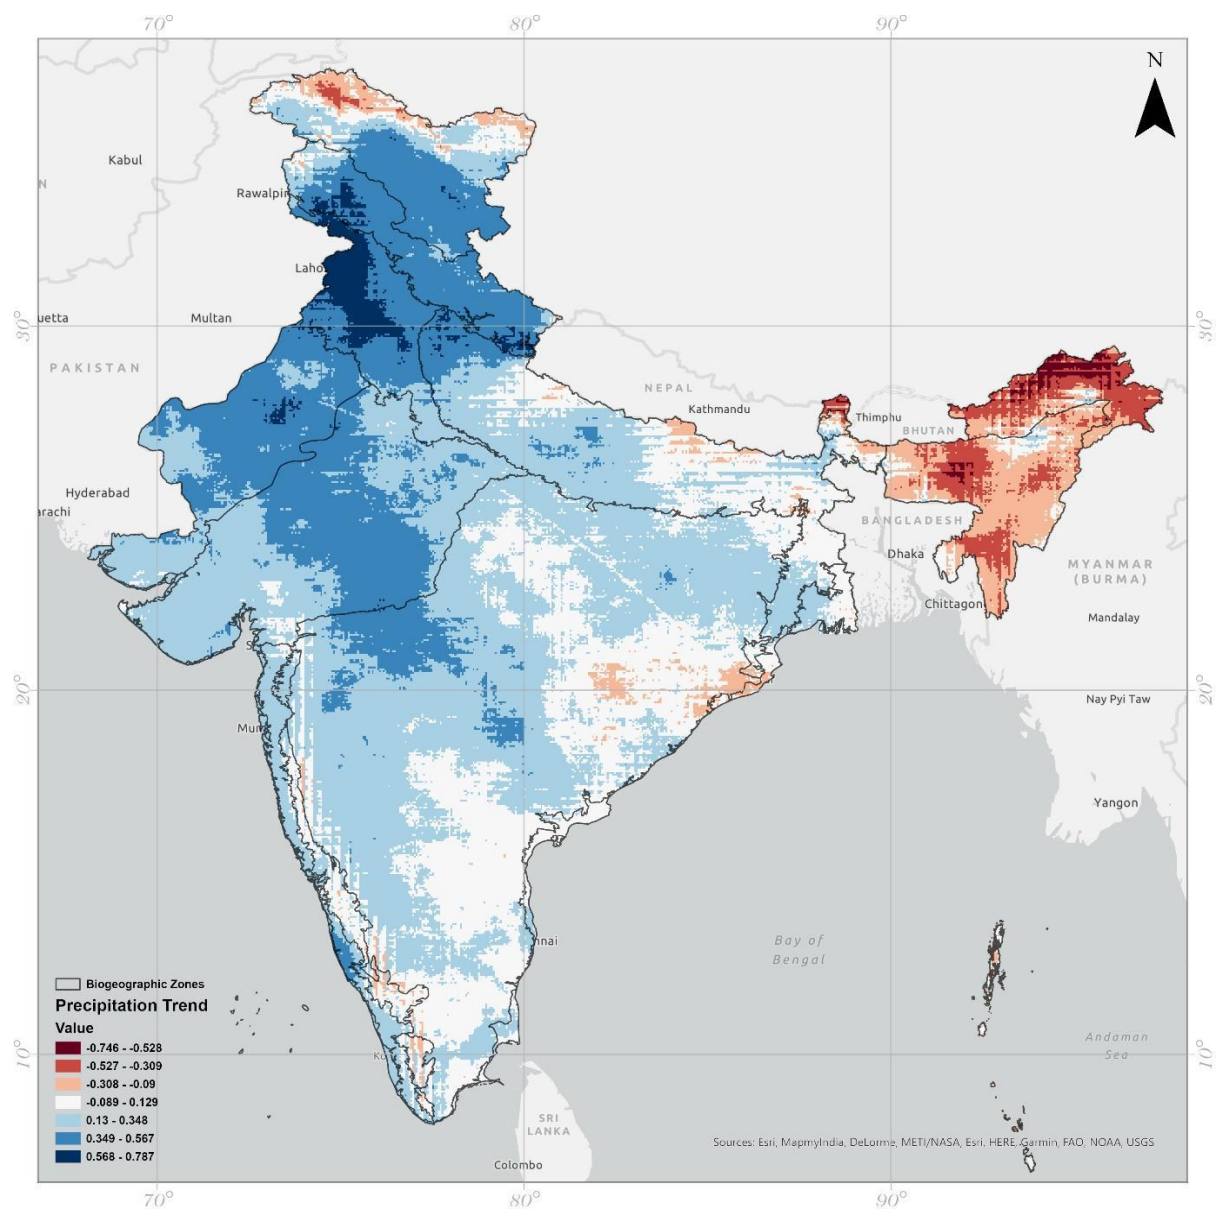 70°
80°
90°
N
Kabul
N
Rawalpin
Laho
30°
uetta
Multan
30°
PAKISTAN
NEPAL
Kathmandu
Thimphu
BHUTAN
Hyderabad
arachi
BANGLADESH
Dhaka
MYANMAR
(BURMA)
Chittagon
Mandalay
S
20°
20°
Nay Pyi Taw
Mum
Yangon
nnai
Bay of
Bengal
Biogeographic Zones
Precipitation Trend
Value
-0.746 - -0.528
-0.527 - -0.309
-0.308 - -0.09
-0.089 - 0.129
0.13 - 0.348
0.349 - 0.567
0.568 - 0.787
10°
Ko
Andaman
Sea
10°
SRI
LANKA
Sources: Esri, MapmyIndia, DeLorme, METI/NASA, Esri, HERE, Garmin, FAO, NOAA, USGS
Colombo
70°
80°
90°